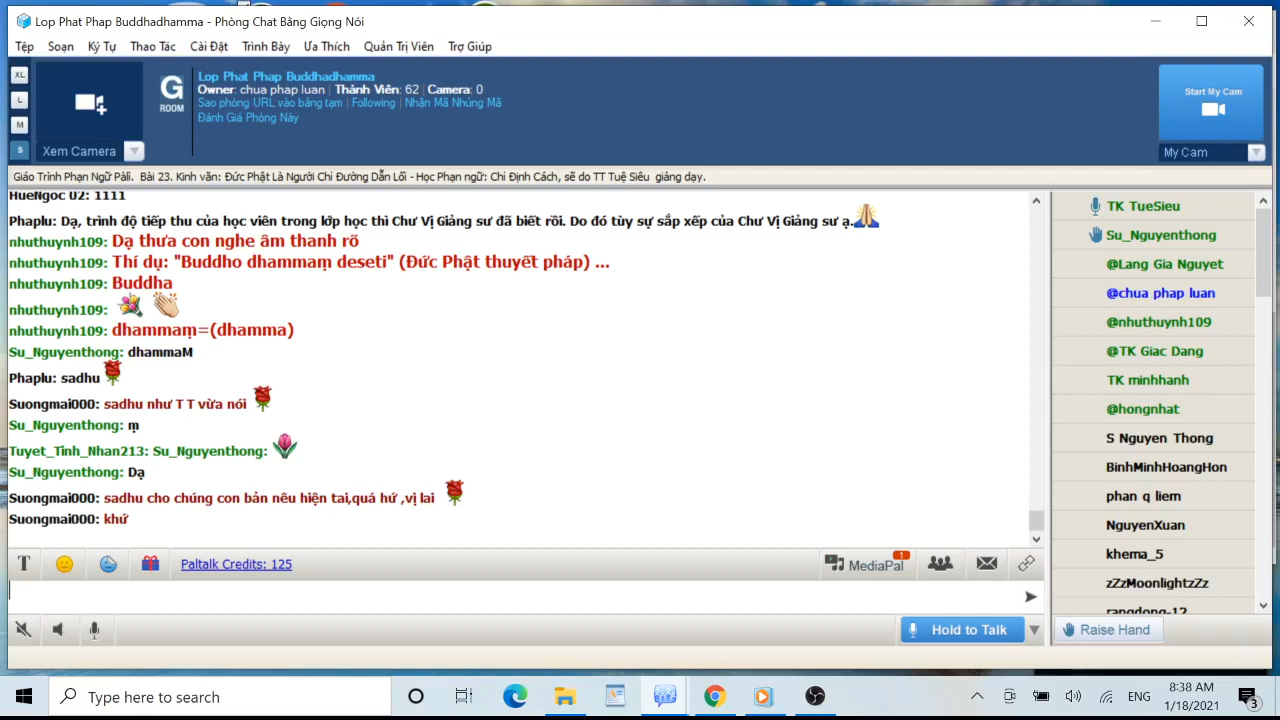 Lop Phat Phap Buddhadhamma - Phòng Chat Bằng Giọng Nói
Tệp Soạn Ký Tự Thao Tác Cài Đặt Trình Bày Ưa Thích Quản Trị Viên Trợ Giúp
XL
L
M
S
Xem Camera
G
ROOM
Lop Phat Phap Buddhadhamma
Owner: chua phap luan | Thành Viên: 62 | Camera: 0
Sao phòng URL vào bảng tạm | Following | Nhận Mã Nhúng Mã
Đánh Giá Phòng Này
Start My Cam
My Cam
Giáo Trình Phạn Ngữ Pàli. Bài 23. Kinh văn: Đức Phật Là Người Chỉ Đường Dẫn Lối - Học Phạn ngữ: Chỉ Định Cách, sẽ do TT Tuệ Siêu giảng dạy.
HueNgoc 02: 1111
Phaplu: Dạ, trình độ tiếp thu của học viên trong lớp học thì Chư Vị Giảng sư đã biết rồi. Do đó tùy sự sắp xếp của Chư Vị Giảng sư ạ.
nhuthuynh109: Dạ thưa con nghe âm thanh rõ
nhuthuynh109: Thí dụ: "Buddho dhammaṃ deseti" (Đức Phật thuyết pháp) ...
nhuthuynh109: Buddha
nhuthuynh109:
nhuthuynh109: dhammaṃ=(dhamma)
Su_Nguyenthong: dhammaM
Phaplu: sadhu
Suongmai000: sadhu như T T vừa nói
Su_Nguyenthong: ṃ
Tuyet_Tinh_Nhan213: Su_Nguyenthong:
Su_Nguyenthong: Dạ
Suongmai000: sadhu cho chúng con bản nêu hiện tai,quá hứ ,vị lai
Suongmai000: khứ
TK TueSieu
Su_Nguyenthong
@Lang Gia Nguyet
@chua phap luan
@nhuthuynh109
@TK Giac Dang
TK minhhanh
@hongnhat
S Nguyen Thong
BinhMinhHoangHon
phan q liem
NguyenXuan
khema_5
zZzMoonlightzZz
rangdong-12
T
Paltalk Credits: 125
MediaPal
1
Hold to Talk
Raise Hand
Type here to search
ENG
8:38 AM
1/18/2021
3